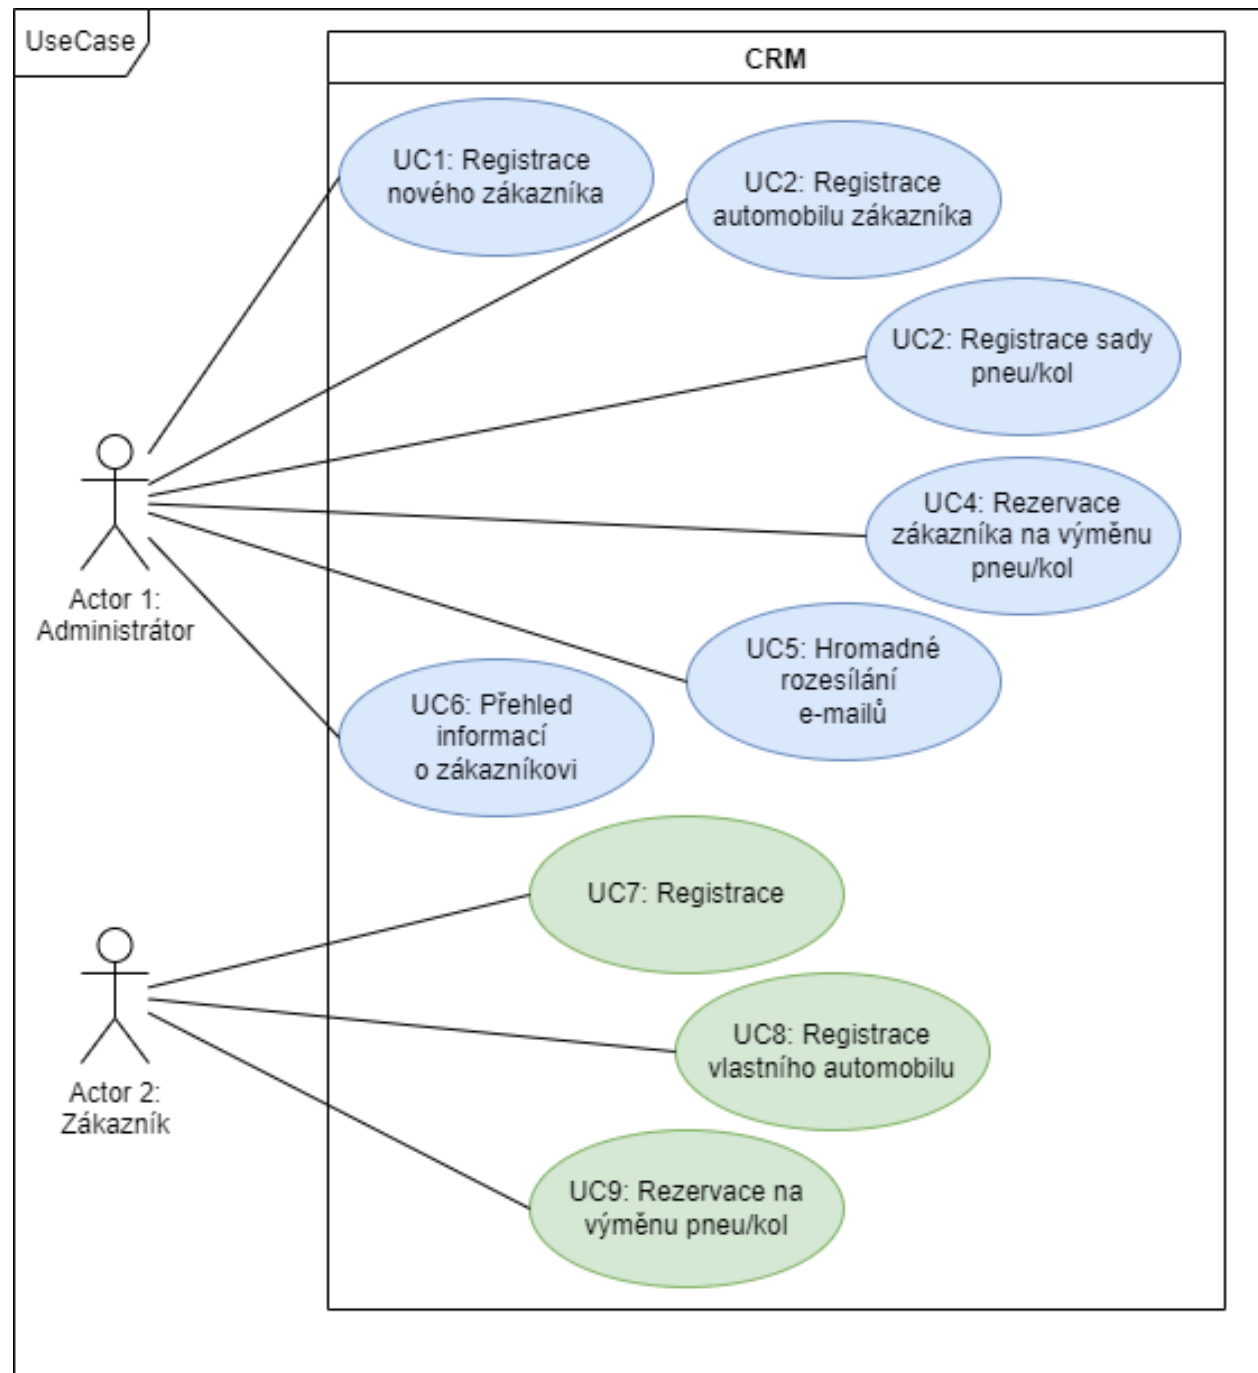 UseCase
CRM
UC1: Registrace
nového zákazníka
UC2: Registrace
automobilu zákazníka
UC2: Registrace sady
pneu/kol
UC4: Rezervace
zákazníka na výměnu
pneu/kol
Actor 1:
Administrátor
UC5: Hromadné
rozesílání
e-mailů
UC6: Přehled
informací
o zákazníkovi
UC7: Registrace
Actor 2:
Zákazník
UC8: Registrace
vlastního automobilu
UC9: Rezervace na
výměnu pneu/kol